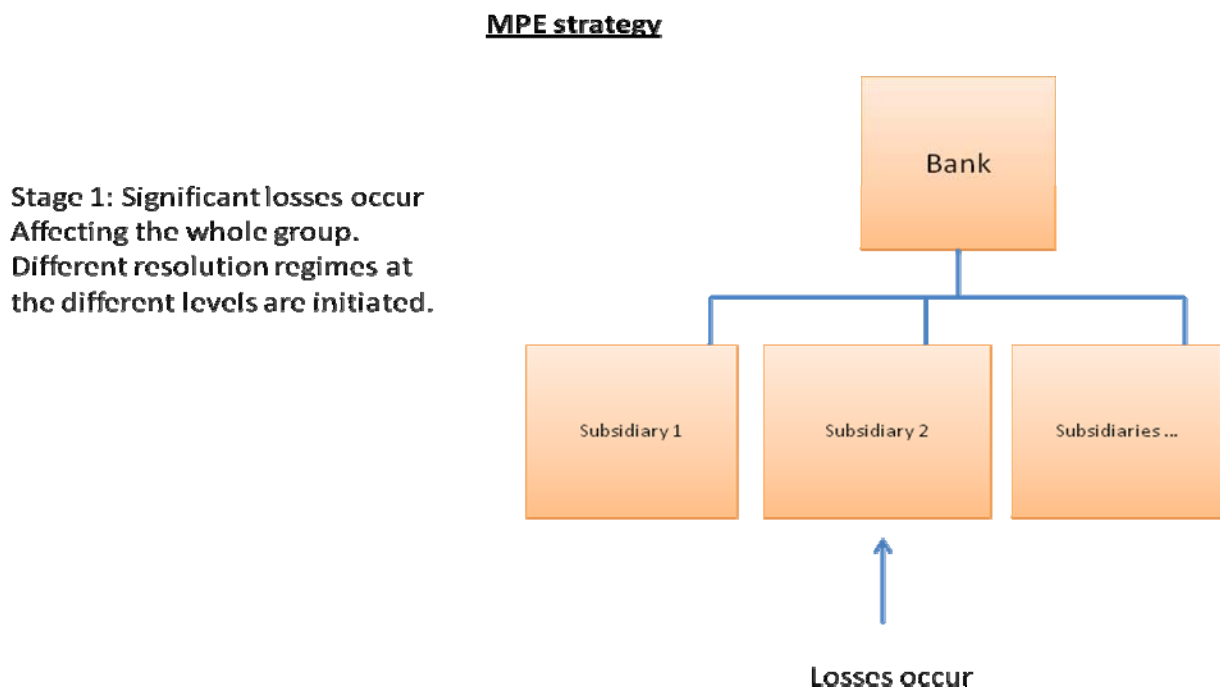 MPE strategy
Bank
Stage 1: Significant losses occur
Affecting the whole group.
Different resolution regimes at
the different levels are initiated.
Subsidiary 1
Subsidiary 2
Subsidiaries ...
Losses occur